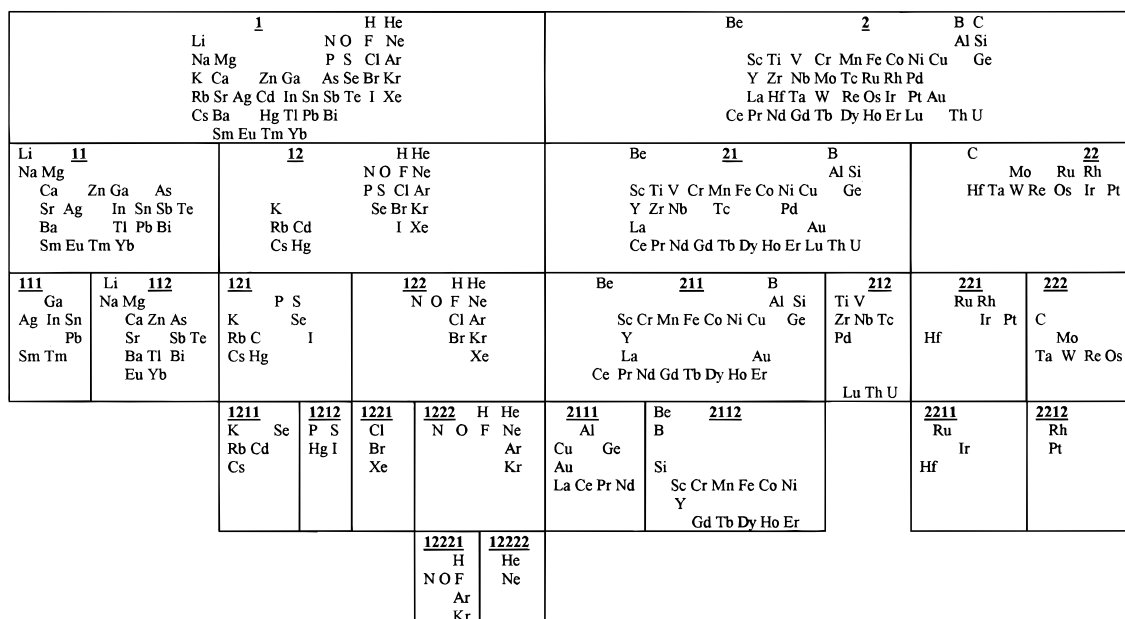 1
H He
Li N O F Ne
Na Mg P S Cl Ar
K Ca Zn Ga As Se Br Kr
Rb Sr Ag Cd In Sn Sb Te I Xe
Cs Ba Hg Tl Pb Bi
Sm Eu Tm Yb
Be 2 B C
Al Si
Sc Ti V Cr Mn Fe Co Ni Cu Ge
Y Zr Nb Mo Tc Ru Rh Pd
La Hf Ta W Re Os Ir Pt Au
Ce Pr Nd Gd Tb Dy Ho Er Lu Th U
Li 11
Na Mg
Ca Zn Ga As
Sr Ag In Sn Sb Te
Ba Tl Pb Bi
Sm Eu Tm Yb
12 H He
N O F Ne
P S Cl Ar
K Se Br Kr
Rb Cd I Xe
Cs Hg
Be 21 B
Al Si
Sc Ti V Cr Mn Fe Co Ni Cu Ge
Y Zr Nb Tc Pd
La Au
Ce Pr Nd Gd Tb Dy Ho Er Lu Th U
C 22
Mo Ru Rh
Hf Ta W Re Os Ir Pt
111
Ga
Ag In Sn
Pb
Sm Tm
Li 112
Na Mg
Ca Zn As
Sr Sb Te
Ba Tl Bi
Eu Yb
121
P S
K Se
Rb C I
Cs Hg
122 H He
N O F Ne
Cl Ar
Br Kr
Xe
Be 211 B
Al Si
Sc Cr Mn Fe Co Ni Cu Ge
Y
La Au
Ce Pr Nd Gd Tb Dy Ho Er
212
Ti V
Zr Nb Tc
Pd
Lu Th U
221
Ru Rh
Ir Pt
Hf
222
C
Mo
Ta W Re Os
1211
K Se
Rb Cd
Cs
1212
P S
Hg I
1221
Cl
Br
Xe
1222 H He
N O F Ne
Ar
Kr
2111
Al
Cu Ge
Au
La Ce Pr Nd
Be 2112
B
Si
Sc Cr Mn Fe Co Ni
Y
Gd Tb Dy Ho Er
2211
Ru
Ir
Hf
2212
Rh
Pt
12221
H
N O F
Ar
Kr
12222
He
Ne